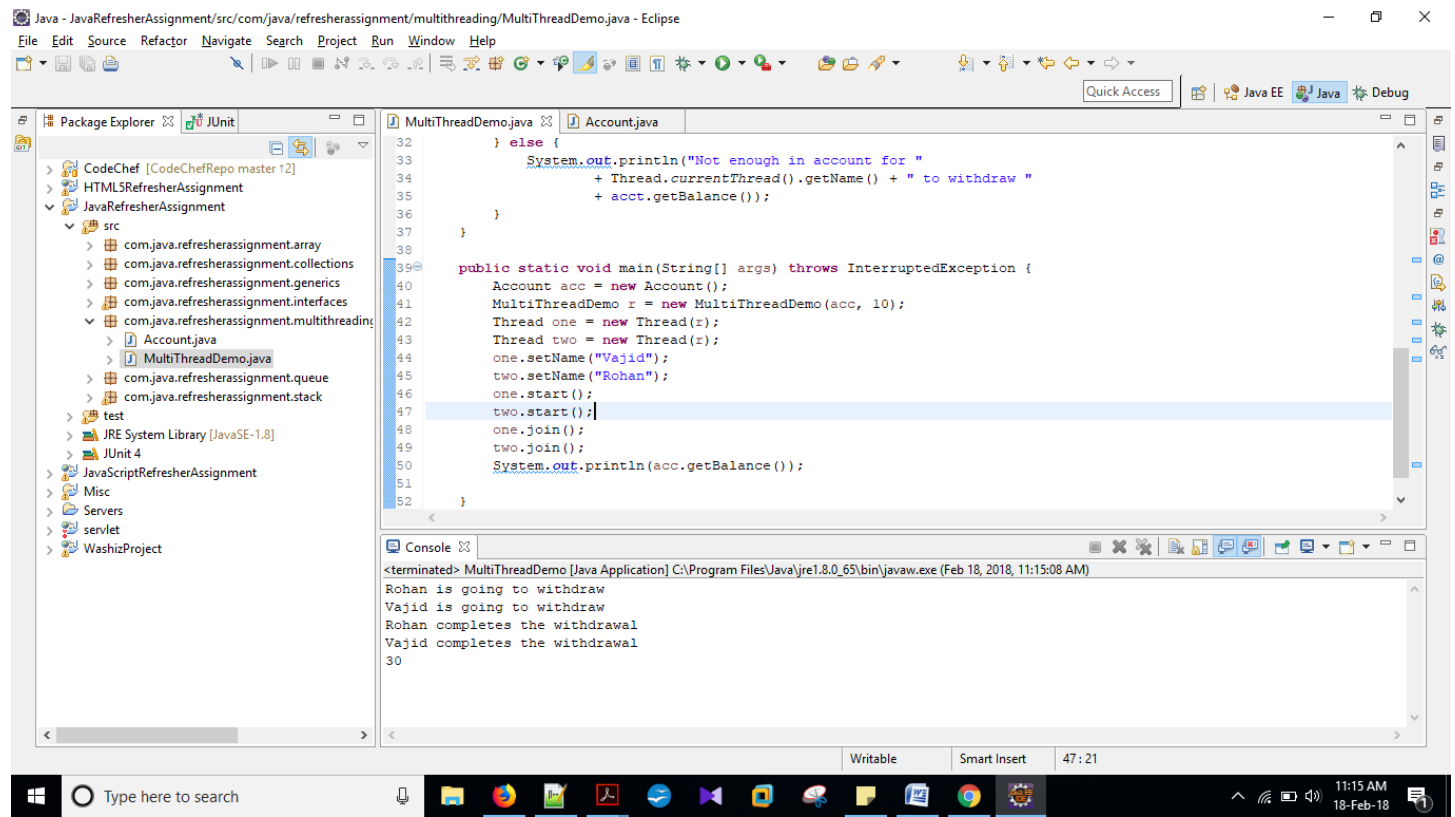 Java - JavaRefresherAssignment/src/com/java/refresherassignment/multithreading/MultiThreadDemo.java - Eclipse
File Edit Source Refactor Navigate Search Project Run Window Help
Quick Access
Java EE
Java
Debug
Package Explorer
JUnit
CodeChef [CodeChefRepo master ↑2]
HTML5RefresherAssignment
JavaRefresherAssignment
src
com.java.refresherassignment.array
com.java.refresherassignment.collections
com.java.refresherassignment.generics
com.java.refresherassignment.interfaces
com.java.refresherassignment.multithreading
Account.java
MultiThreadDemo.java
com.java.refresherassignment.queue
com.java.refresherassignment.stack
test
JRE System Library [JavaSE-1.8]
JUnit 4
JavaScriptRefresherAssignment
Misc
Servers
servlet
WashizProject
MultiThreadDemo.java
Account.java
32 } else {
33 System.out.println("Not enough in account for "
34 + Thread.currentThread().getName() + " to withdraw "
35 + acct.getBalance());
36 }
37 }
38
39 public static void main(String[] args) throws InterruptedException {
40 Account acc = new Account();
41 MultiThreadDemo r = new MultiThreadDemo(acc, 10);
42 Thread one = new Thread(r);
43 Thread two = new Thread(r);
44 one.setName("Vajid");
45 two.setName("Rohan");
46 one.start();
47 two.start();
48 one.join();
49 two.join();
50 System.out.println(acc.getBalance());
51
52 }
Console
<terminated> MultiThreadDemo [Java Application] C:\Program Files\Java\jre1.8.0_65\bin\javaw.exe (Feb 18, 2018, 11:15:08 AM)
Rohan is going to withdraw
Vajid is going to withdraw
Rohan completes the withdrawal
Vajid completes the withdrawal
30
Writable
Smart Insert
47 : 21
Type here to search
11:15 AM
18-Feb-18